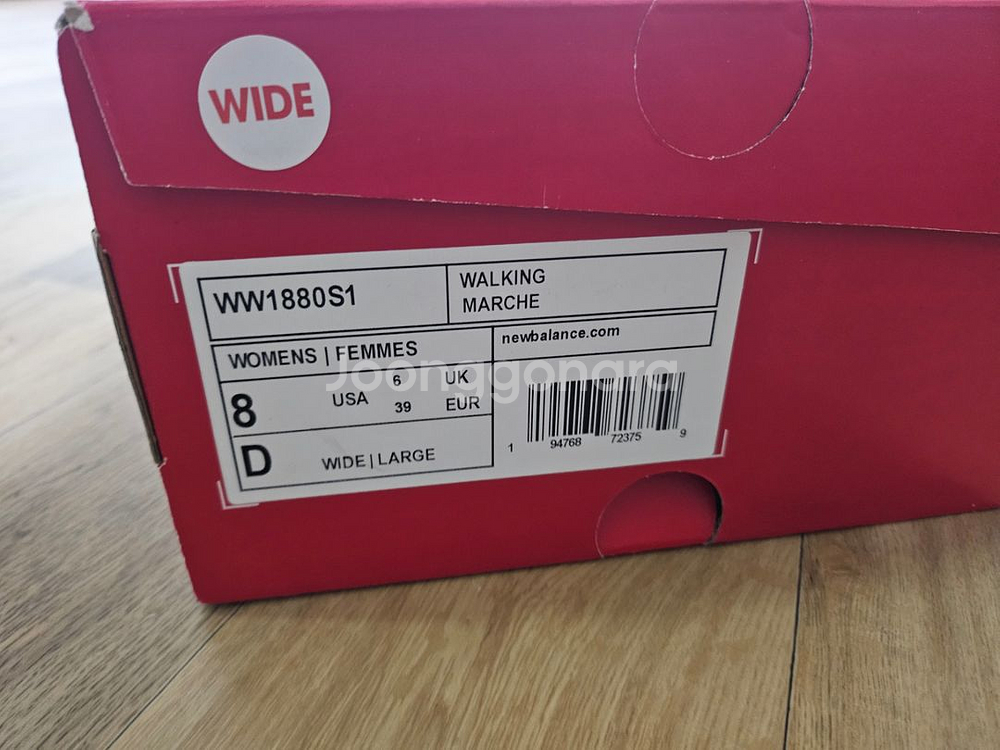 WIDE
WW1880S1
WALKING
MARCHE
WOMENS | FEMMES
newbalance.com
8 USA 6 UK
39 EUR
D WIDE | LARGE
1 94768 72375 9
Joonggonara